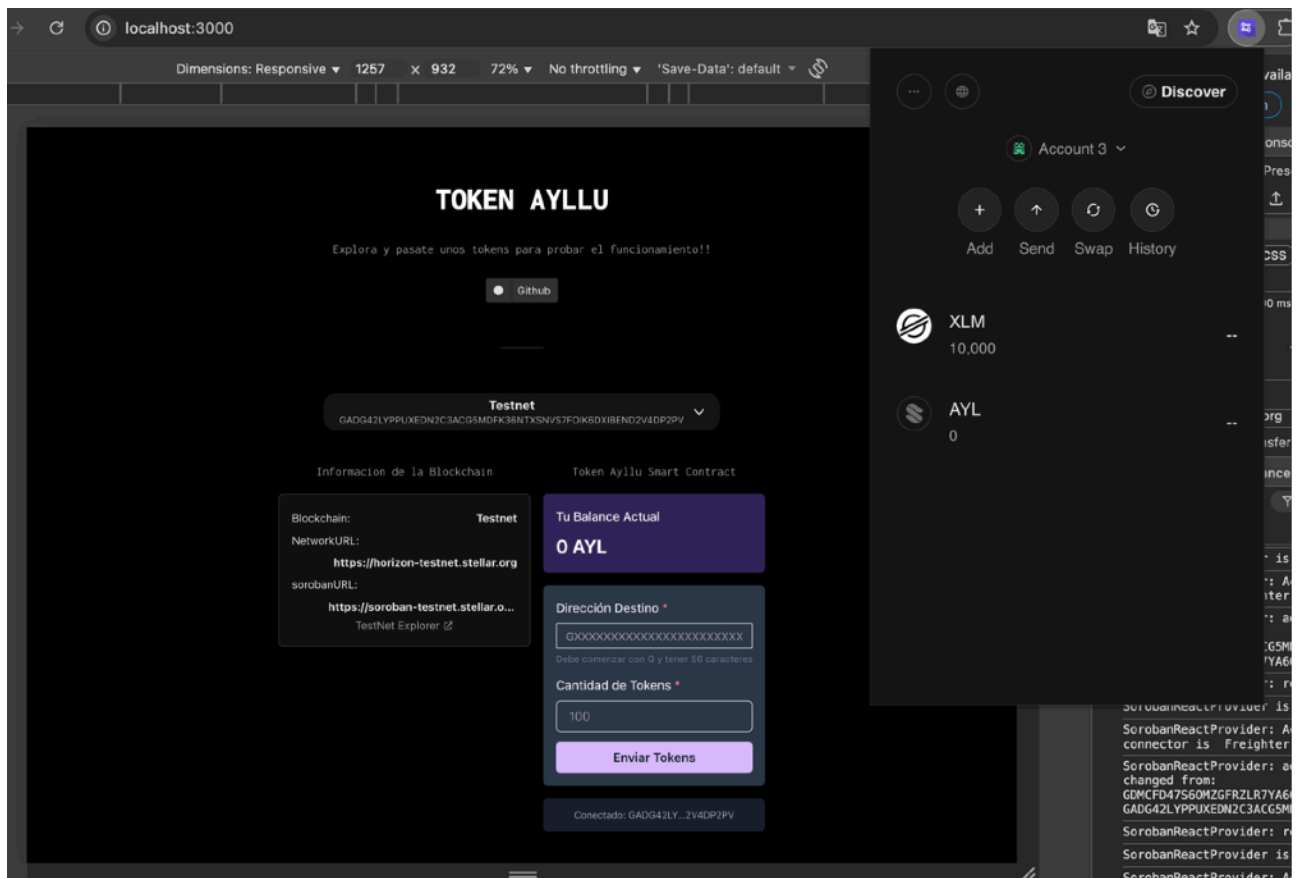 localhost:3000
Dimensions: Responsive 1257 x 932 72% No throttling 'Save-Data': default
Discover
Account 3
Add Send Swap History
XLM
10,000
--
AYL
0
--
TOKEN AYLLU
Explora y pasate unos tokens para probar el funcionamiento!!
Github
Testnet
Informacion de la Blockchain
Blockchain: Testnet
NetworkURL:
https://horizon-testnet.stellar.org
sorobanURL:
https://soroban-testnet.stellar.o...
TestNet Explorer
Token Ayllu Smart Contract
Tu Balance Actual
0 AYL
Dirección Destino *
GXXXXXXXXXXXXXXXXXXXXXXX
Debe comenzar con G y tener 56 caracteres
Cantidad de Tokens *
100
Enviar Tokens
Conectado: GADG42LY...2V4DP2PV
SorobanReactProvider is
SorobanReactProvider: A
connector is Freighter
SorobanReactProvider: a
changed from:
GDMCFD47S6OMZGFRZLR7YA6
GADG42LYPPUXEDN2C3ACG5M
SorobanReactProvider: r
SorobanReactProvider is